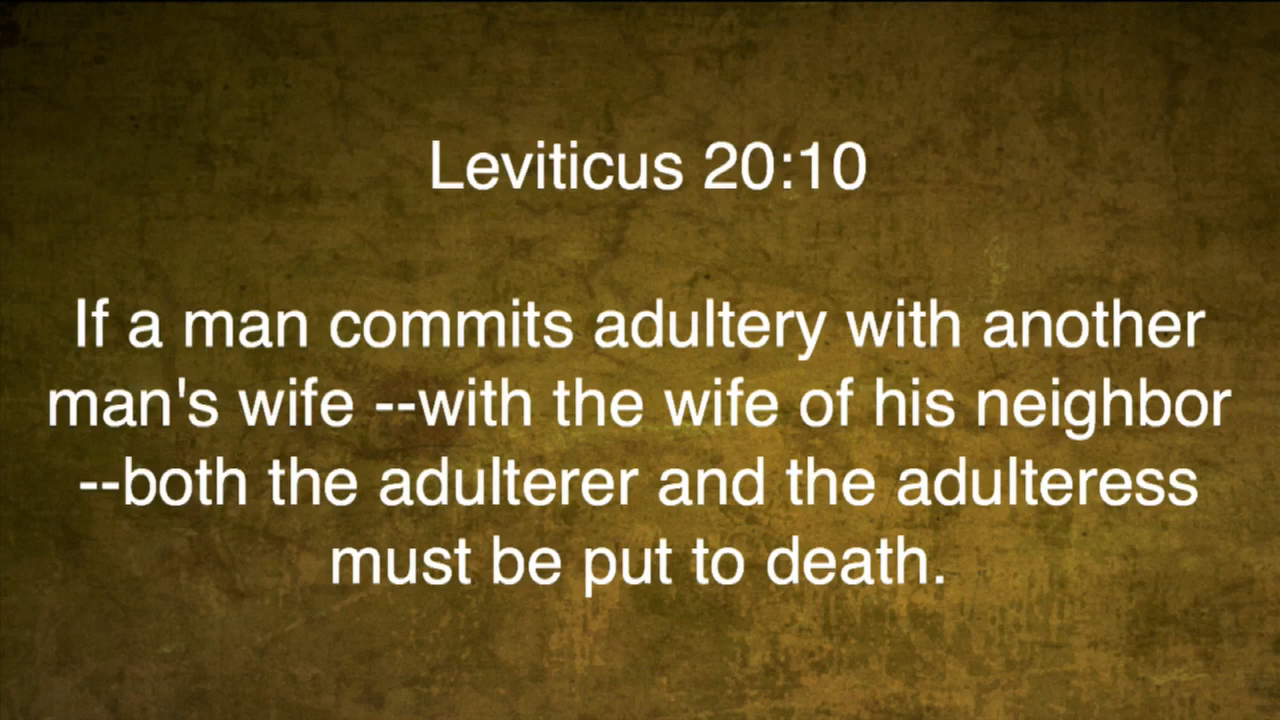 Leviticus 20:10
If a man commits adultery with another
man's wife --with the wife of his neighbor
--both the adulterer and the adulteress
must be put to death.